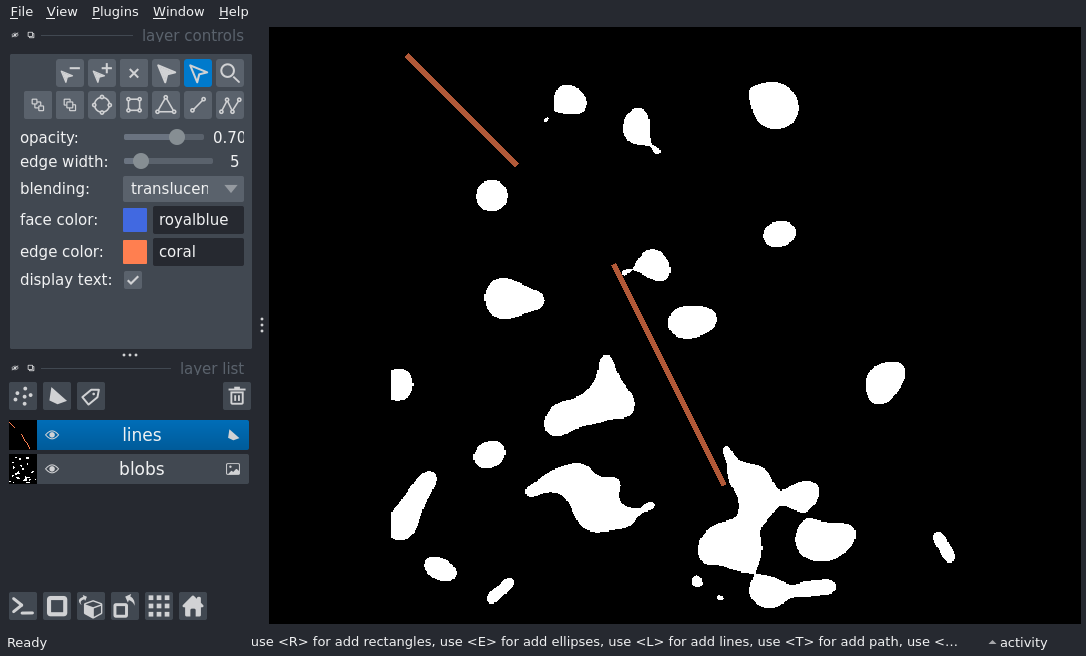 File View Plugins Window Help
layer controls
opacity: 0.70
edge width: 5
blending: translucen
face color: royalblue
edge color: coral
display text:
layer list
lines
blobs
Ready use <R> for add rectangles, use <E> for add ellipses, use <L> for add lines, use <T> for add path, use <... activity